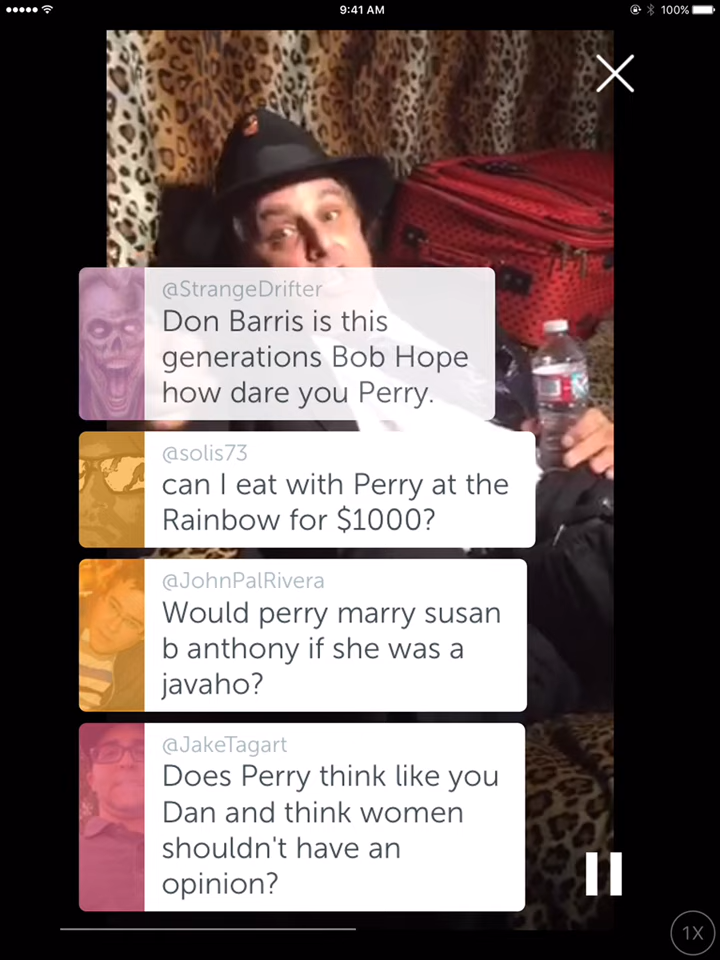 9:41 AM
100%
@StrangeDrifter
Don Barris is this
generations Bob Hope
how dare you Perry.
@solis73
can I eat with Perry at the
Rainbow for $1000?
@JohnPalRivera
Would perry marry susan
b anthony if she was a
javaho?
@JakeTagart
Does Perry think like you
Dan and think women
shouldn't have an
opinion?
1X